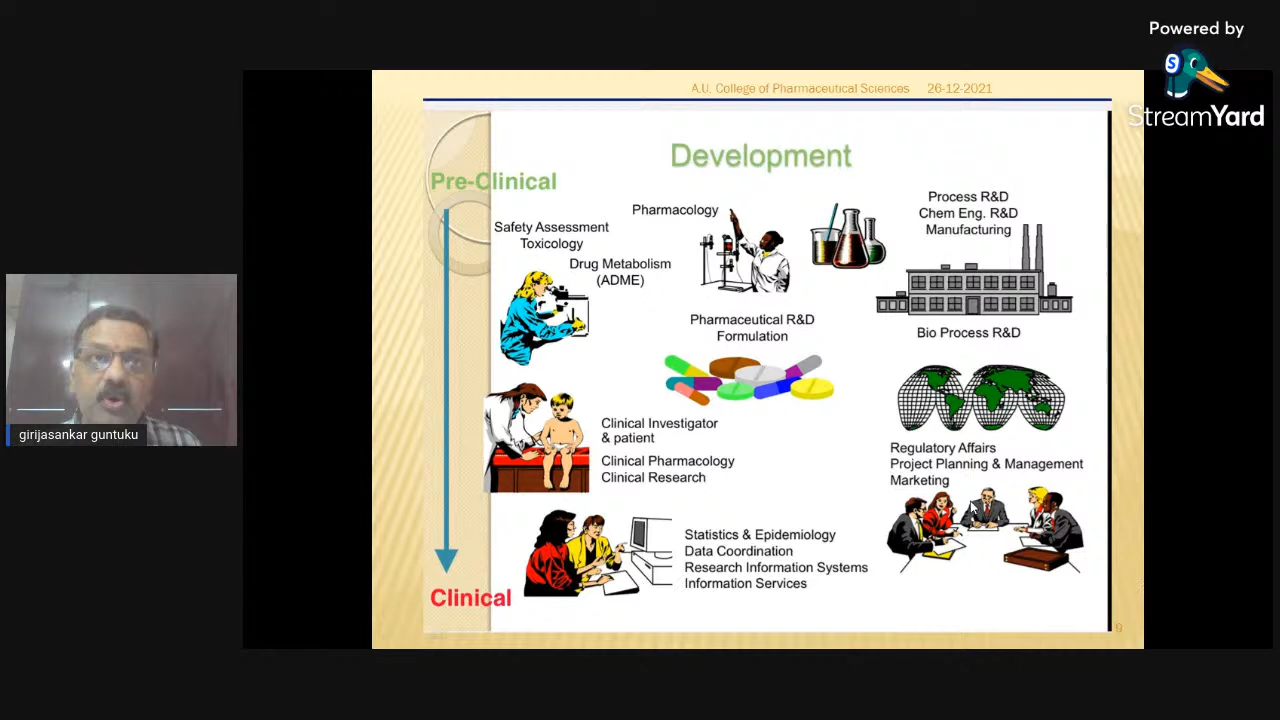 Powered by
S
StreamYard
A.U. College of Pharmaceutical Sciences 26-12-2021
Development
Pre-Clinical
Pharmacology
Safety Assessment
Toxicology
Drug Metabolism
(ADME)
Process R&D
Chem Eng. R&D
Manufacturing
Pharmaceutical R&D
Formulation
Bio Process R&D
Clinical Investigator
& patient
Clinical Pharmacology
Clinical Research
Regulatory Affairs
Project Planning & Management
Marketing
Statistics & Epidemiology
Data Coordination
Research Information Systems
Information Services
Clinical
9
girijasankar guntuku